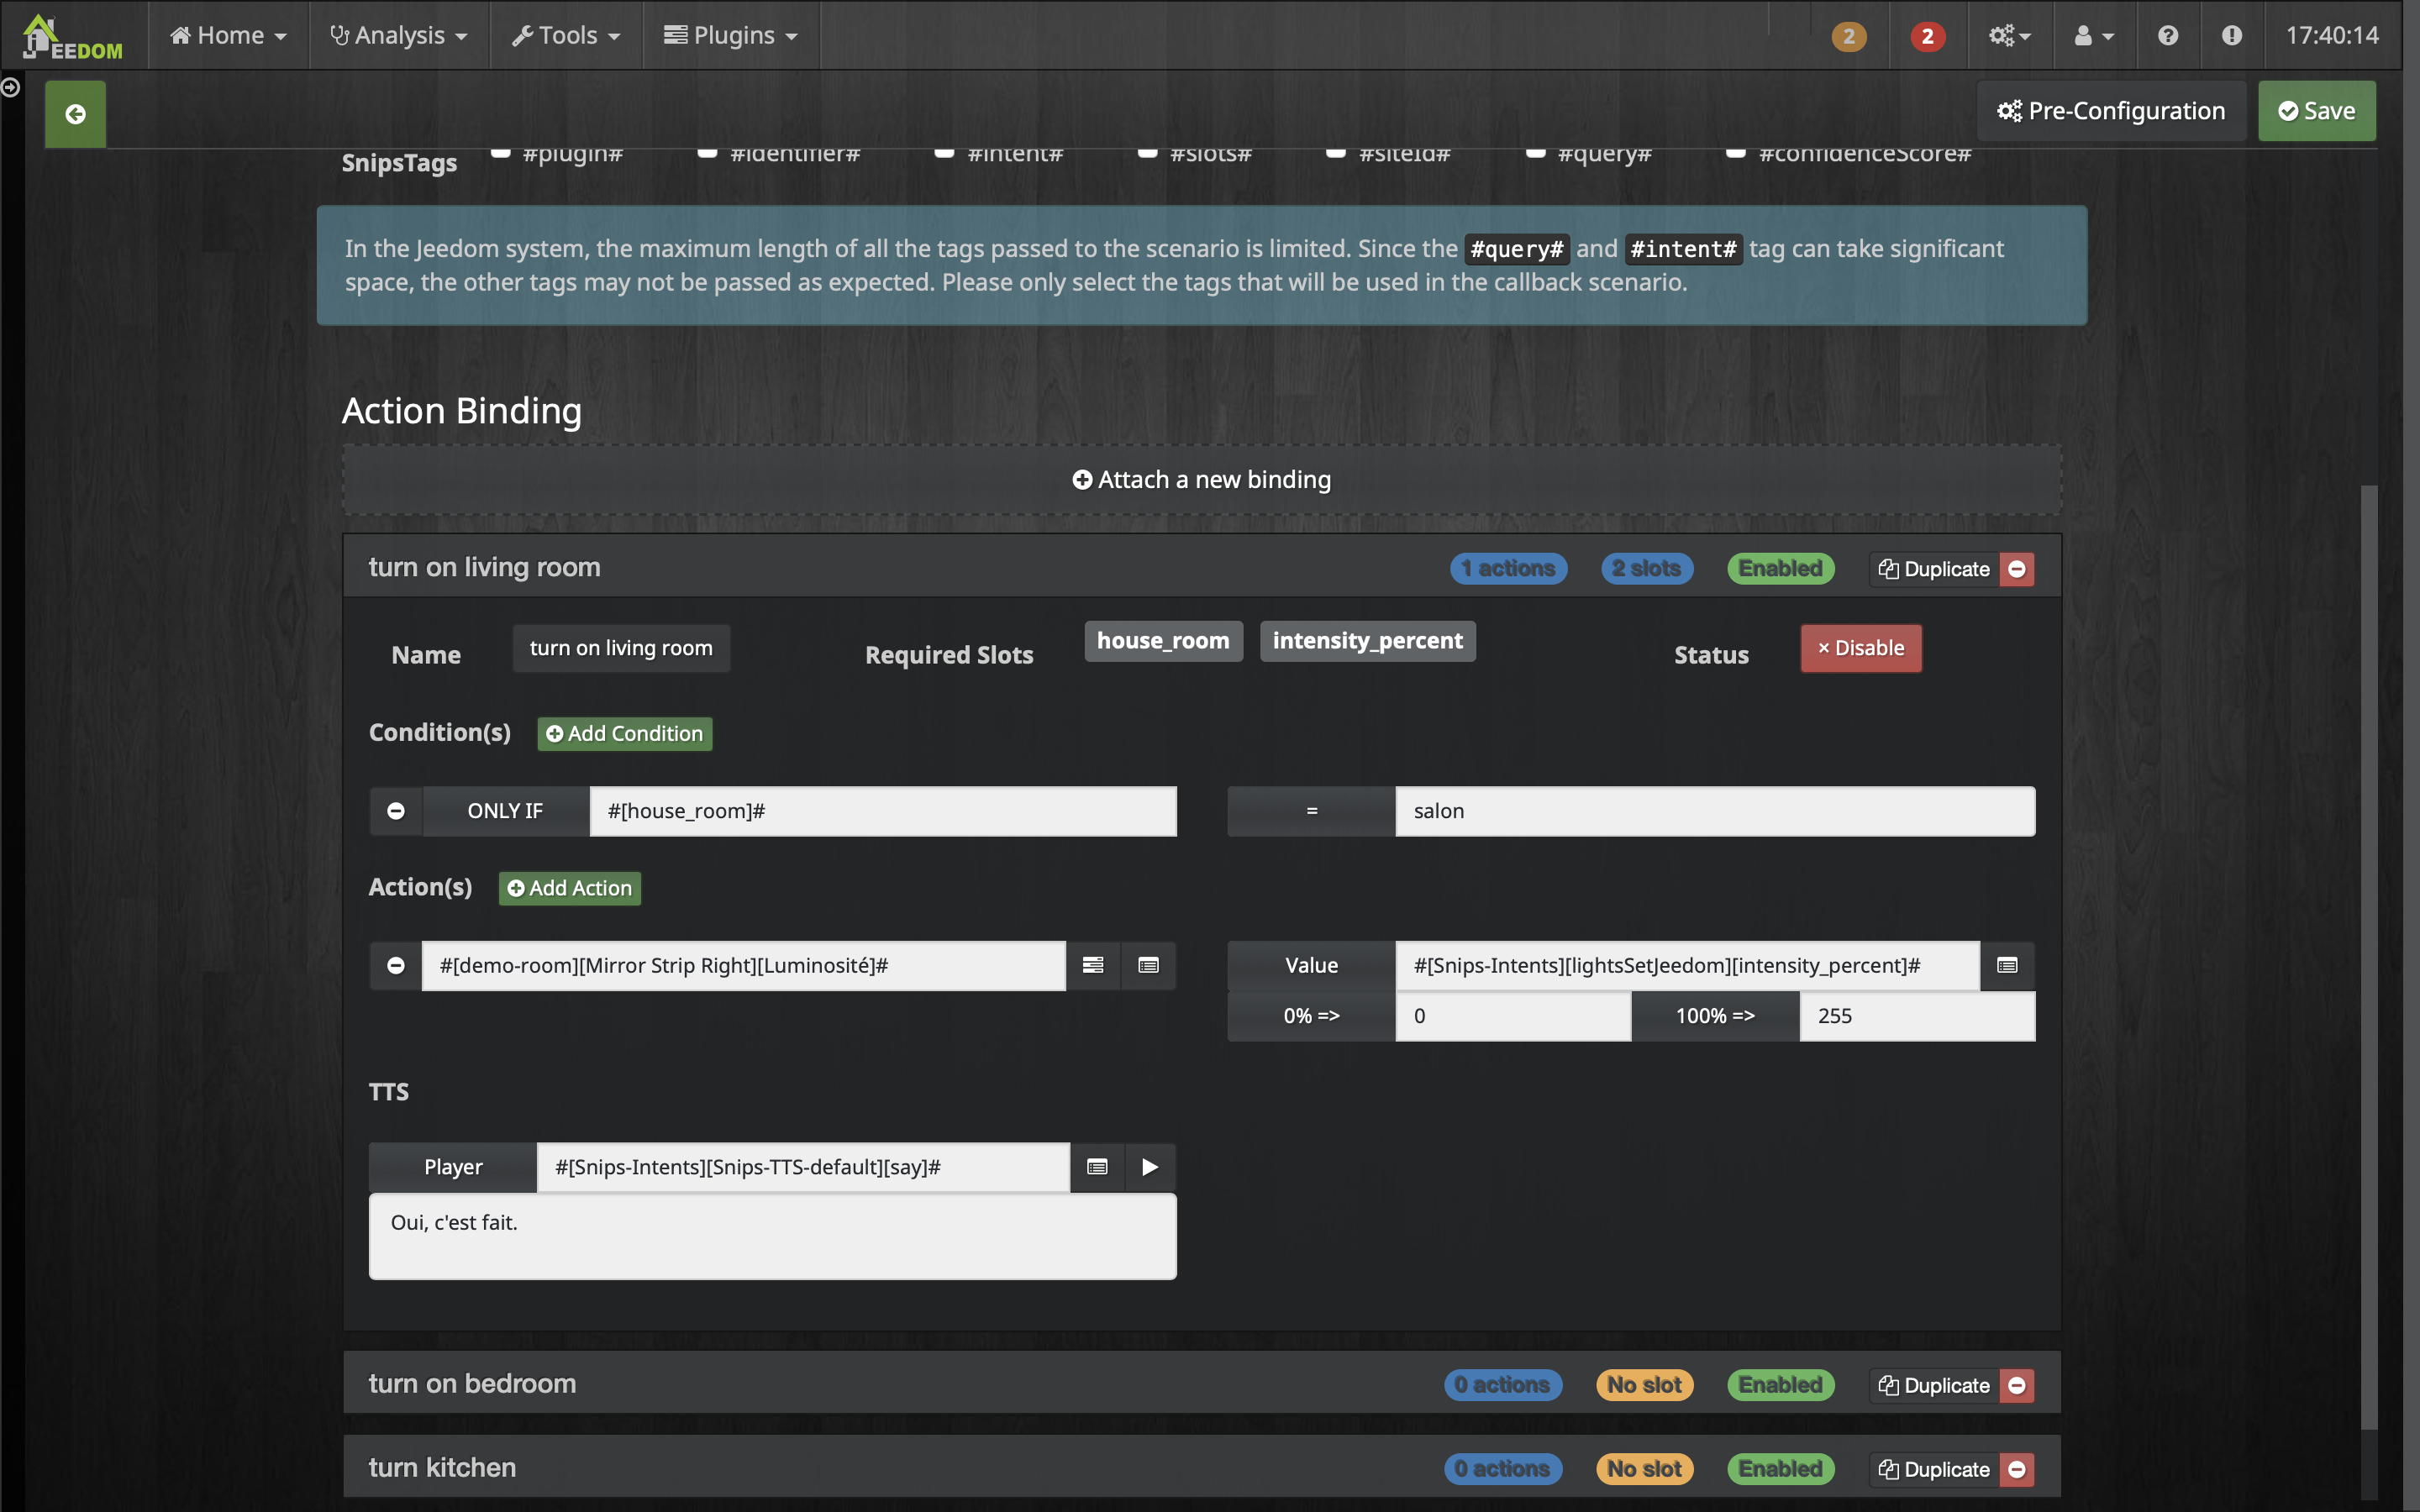 JEEDOM Home Analysis Tools Plugins 2 2 17:40:14
Pre-Configuration Save
SnipsTags #plugin# #identifier# #intent# #slots# #siteId# #query# #confidenceScore#
In the Jeedom system, the maximum length of all the tags passed to the scenario is limited. Since the #query# and #intent# tag can take significant
space, the other tags may not be passed as expected. Please only select the tags that will be used in the callback scenario.
Action Binding
Attach a new binding
turn on living room 1 actions 2 slots Enabled Duplicate
Name turn on living room Required Slots house_room intensity_percent Status × Disable
Condition(s) Add Condition
ONLY IF #[house_room]# = salon
Action(s) Add Action
#[demo-room][Mirror Strip Right][Luminosité]# Value #[Snips-Intents][lightsSetJeedom][intensity_percent]#
0% => 0 100% => 255
TTS
Player #[Snips-Intents][Snips-TTS-default][say]#
Oui, c'est fait.
turn on bedroom 0 actions No slot Enabled Duplicate
turn kitchen 0 actions No slot Enabled Duplicate